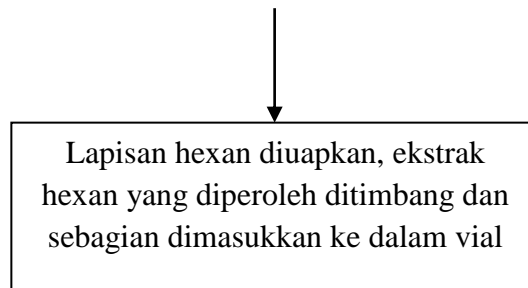 Lapisan hexan diuapkan, ekstrak
hexan yang diperoleh ditimbang dan
sebagian dimasukkan ke dalam vial